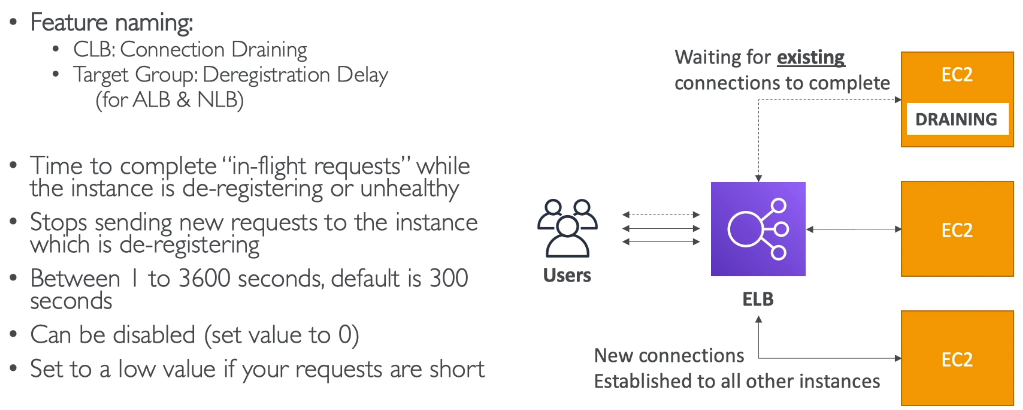 • Feature naming:
• CLB: Connection Draining
• Target Group: Deregistration Delay
(for ALB & NLB)
• Time to complete “in-flight requests” while
the instance is de-registering or unhealthy
• Stops sending new requests to the instance
which is de-registering
• Between 1 to 3600 seconds, default is 300
seconds
• Can be disabled (set value to 0)
• Set to a low value if your requests are short
Waiting for existing
connections to complete
EC2
DRAINING
Users
ELB
EC2
New connections
Established to all other instances
EC2